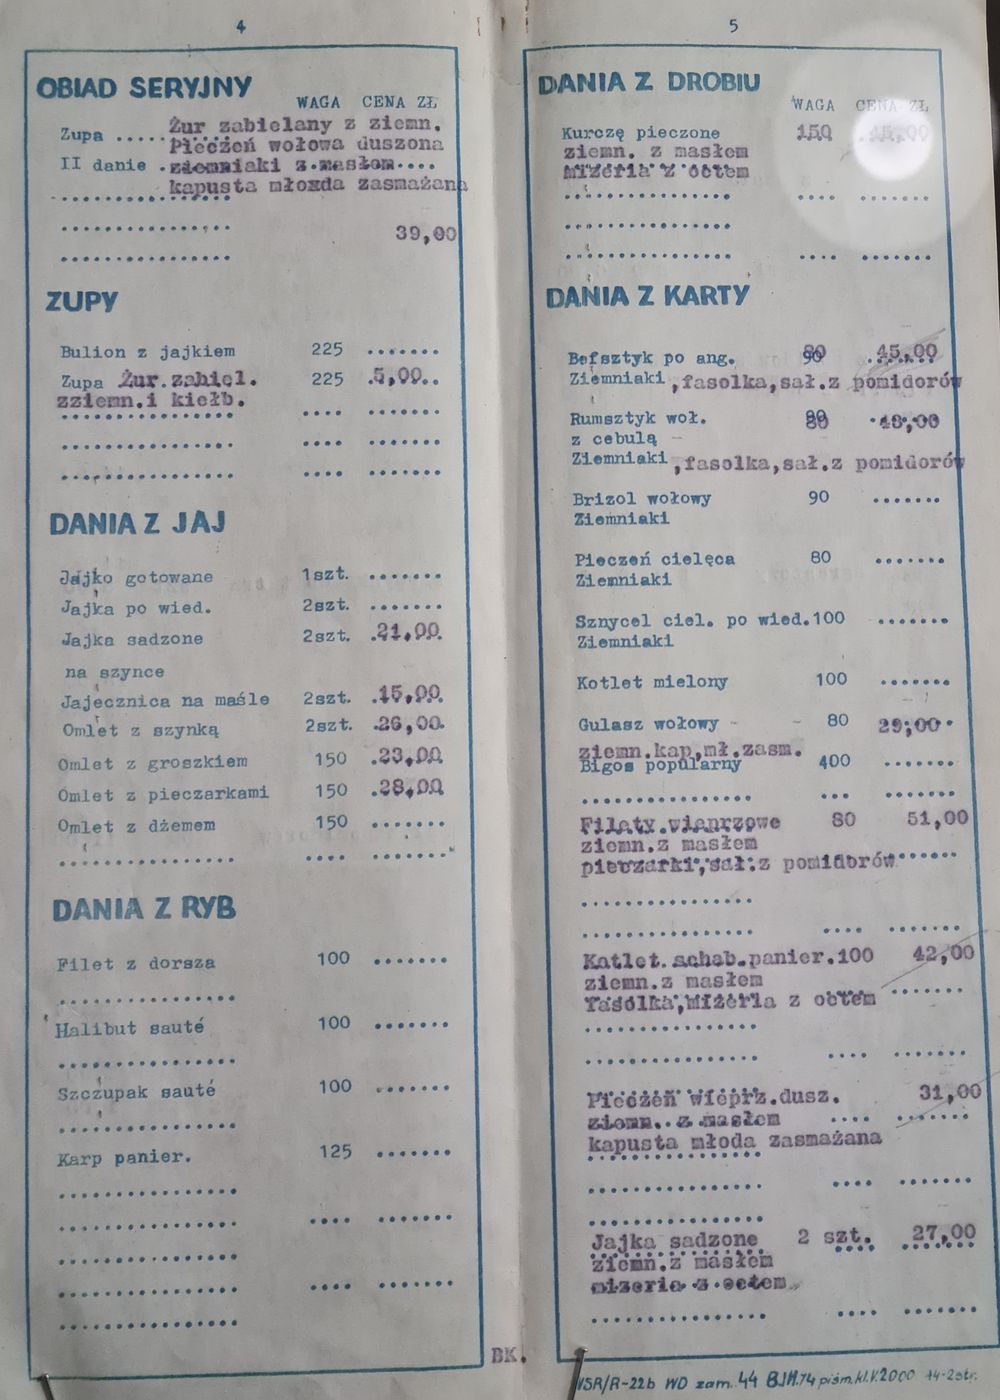 4
OBIAD SERYJNY
WAGA CENA ZŁ
Zupa ..... Żur zabielany z ziemn.
Pieczeń wołowa duszona
II danie . ziemniaki z masłem....
kapusta młoxda zasmażana
39,00
ZUPY
Bulion z jajkiem 225 .......
Zupa Żur.zabiel. 225 .5,00..
zziemn.i kiełb.
DANIA Z JAJ
Jajko gotowane 1szt. .......
Jajka po wied. 2szt. .......
Jajka sadzone 2szt. .21,00.
na szynce
Jajecznica na maśle 2szt. .15,00.
Omlet z szynką 2szt. .26,00.
Omlet z groszkiem 150 .23,00.
Omlet z pieczarkami 150 .28,00.
Omlet z dżemem 150 .......
DANIA Z RYB
Filet z dorsza 100 .......
Halibut sauté 100 .......
Szczupak sauté 100 .......
Karp panier. 125 .......
BK.
5
DANIA Z DROBIU
WAGA CENA ZŁ
Kurczę pieczone 150
ziemn. z masłem
mizeria z octem
DANIA Z KARTY
Befsztyk po ang. 45,00
Ziemniaki ,fasolka,sał.z pomidorów
Rumsztyk woł. 80
z cebulą
Ziemniaki ,fasolka,sał.z pomidorów
Brizol wołowy 90 .......
Ziemniaki
Pieczeń cielęca 80 .......
Ziemniaki
Sznycel ciel. po wied.100 .......
Ziemniaki
Kotlet mielony 100 .......
Gulasz wołowy 80 29,00
ziemn.kap,mł.zasm.
Bigos popularny 400 .......
Filety.wieprzowe 80 51,00
ziemn.z masłem
pieczarki,sał.z pomidorów
Katlet.schab.panier.100 42,00
ziemn.z masłem
fasolka,mizeria z octem
Pieczeń wieprz.dusz. 31,00
ziemn. z masłem
kapusta młoda zasmażana
Jajka sadzone 2 szt. 27,00
ziemn.z masłem
mizeria z octem
WSR/R-22b WD zam. 44 BJM.74 piśm.kl.V.2000 14-2str.